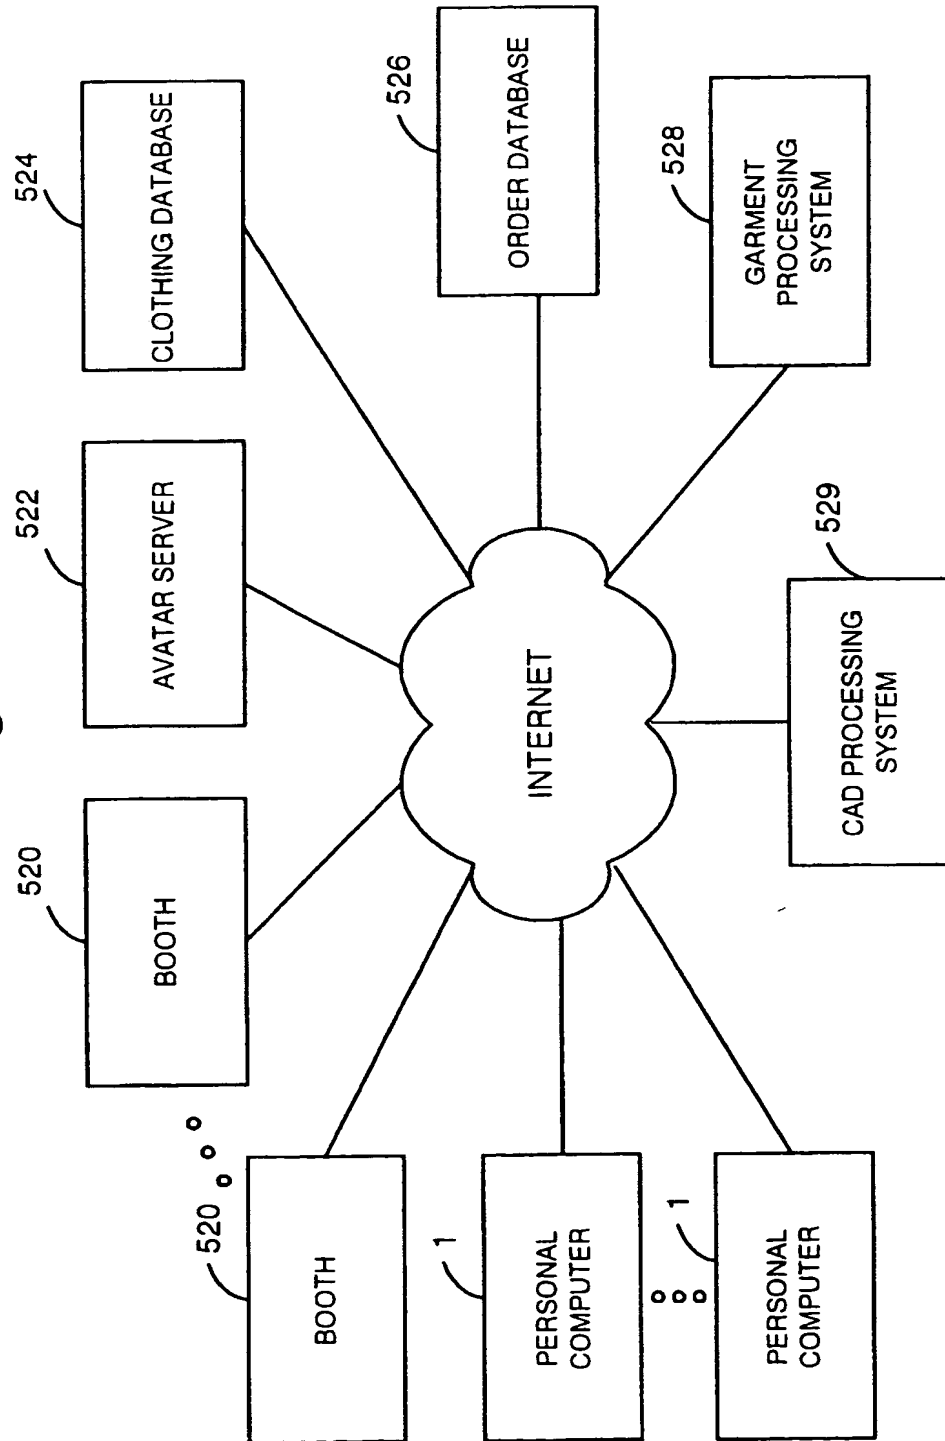 520
BOOTH
522
AVATAR SERVER
524
CLOTHING DATABASE
520
BOOTH
526
ORDER DATABASE
1
PERSONAL
COMPUTER
INTERNET
528
GARMENT
PROCESSING
SYSTEM
1
PERSONAL
COMPUTER
529
CAD PROCESSING
SYSTEM